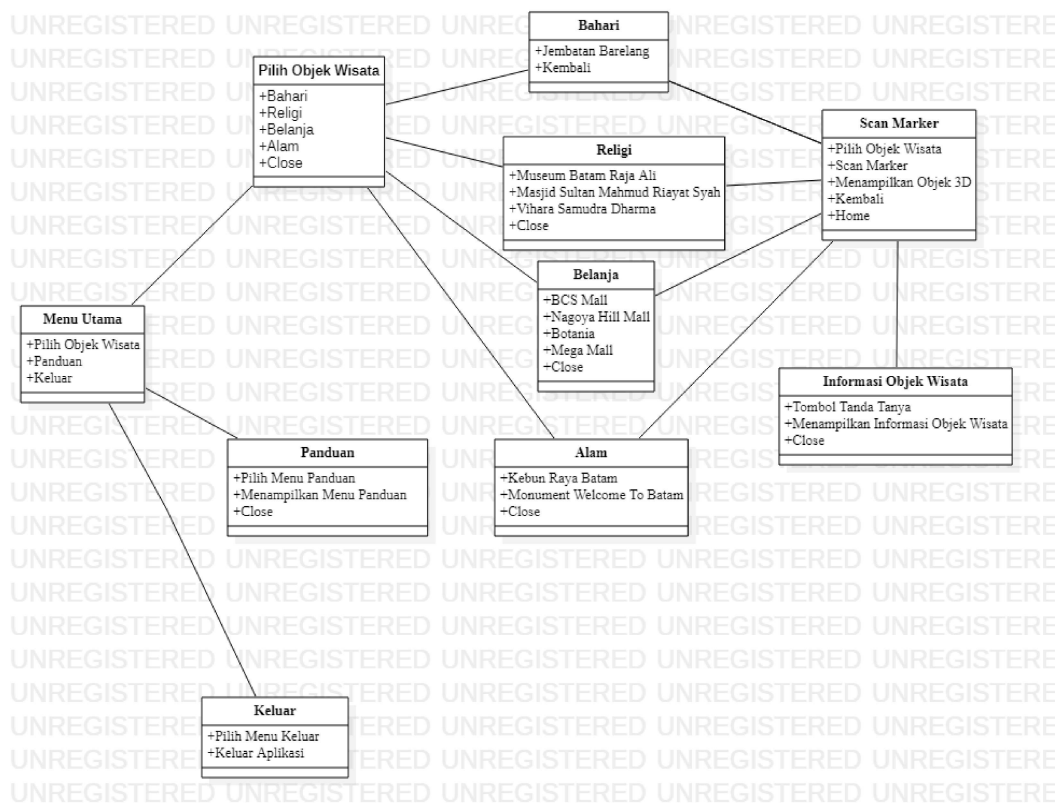 Bahari
+Jembatan Barelang
+Kembali
Pilih Objek Wisata
+Bahari
+Religi
+Belanja
+Alam
+Close
Scan Marker
+Pilih Objek Wisata
+Scan Marker
+Menampilkan Objek 3D
+Kembali
+Home
Religi
+Museum Batam Raja Ali
+Masjid Sultan Mahmud Riayat Syah
+Vihara Samudra Dharma
+Close
Belanja
+BCS Mall
+Nagoya Hill Mall
+Botania
+Mega Mall
+Close
Menu Utama
+Pilih Objek Wisata
+Panduan
+Keluar
Informasi Objek Wisata
+Tombol Tanda Tanya
+Menampilkan Informasi Objek Wisata
+Close
Panduan
+Pilih Menu Panduan
+Menampilkan Menu Panduan
+Close
Alam
+Kebun Raya Batam
+Monument Welcome To Batam
+Close
Keluar
+Pilih Menu Keluar
+Keluar Aplikasi
UNREGISTERED